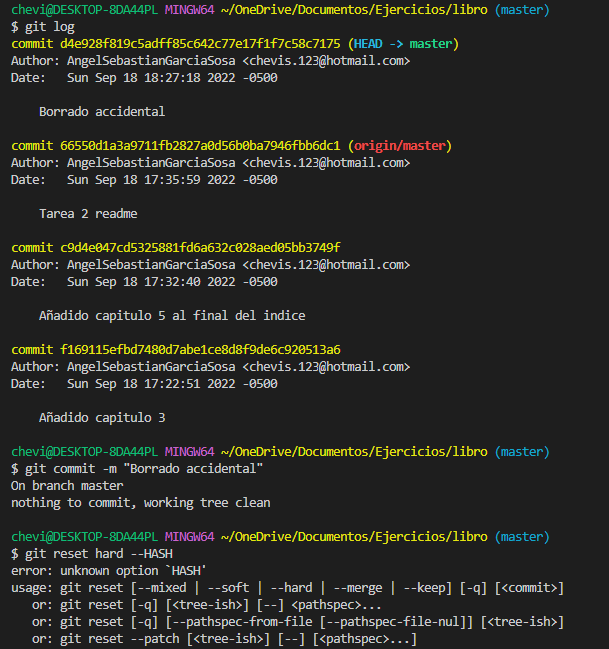 chevi@DESKTOP-8DA44PL MINGW64 ~/OneDrive/Documentos/Ejercicios/libro (master)
$ git log
commit d4e928f819c5adff85c642c77e17f1f7c58c7175 (HEAD -> master)
Author: AngelSebastianGarciaSosa <chevis.123@hotmail.com>
Date:   Sun Sep 18 18:27:18 2022 -0500

    Borrado accidental

commit 66550d1a3a9711fb2827a0d56b0ba7946fbb6dc1 (origin/master)
Author: AngelSebastianGarciaSosa <chevis.123@hotmail.com>
Date:   Sun Sep 18 17:35:59 2022 -0500

    Tarea 2 readme

commit c9d4e047cd5325881fd6a632c028aed05bb3749f
Author: AngelSebastianGarciaSosa <chevis.123@hotmail.com>
Date:   Sun Sep 18 17:32:40 2022 -0500

    Añadido capitulo 5 al final del indice

commit f169115efbd7480d7abe1ce8d8f9de6c920513a6
Author: AngelSebastianGarciaSosa <chevis.123@hotmail.com>
Date:   Sun Sep 18 17:22:51 2022 -0500

    Añadido capitulo 3

chevi@DESKTOP-8DA44PL MINGW64 ~/OneDrive/Documentos/Ejercicios/libro (master)
$ git commit -m "Borrado accidental"
On branch master
nothing to commit, working tree clean

chevi@DESKTOP-8DA44PL MINGW64 ~/OneDrive/Documentos/Ejercicios/libro (master)
$ git reset hard --HASH
error: unknown option `HASH'
usage: git reset [--mixed | --soft | --hard | --merge | --keep] [-q] [<commit>]
   or: git reset [-q] [<tree-ish>] [--] <pathspec>...
   or: git reset [-q] [--pathspec-from-file [--pathspec-file-nul]] [<tree-ish>]
   or: git reset --patch [<tree-ish>] [--] [<pathspec>...]